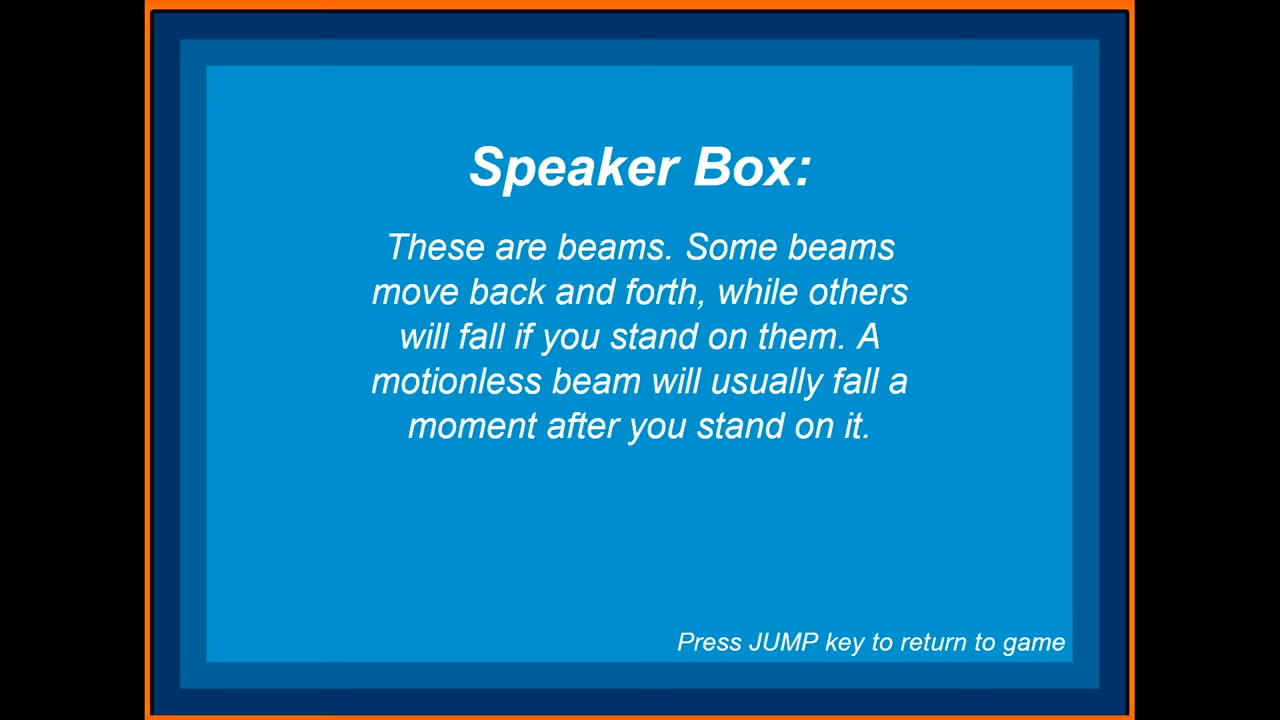 Speaker Box:
These are beams. Some beams
move back and forth, while others
will fall if you stand on them. A
motionless beam will usually fall a
moment after you stand on it.
Press JUMP key to return to game